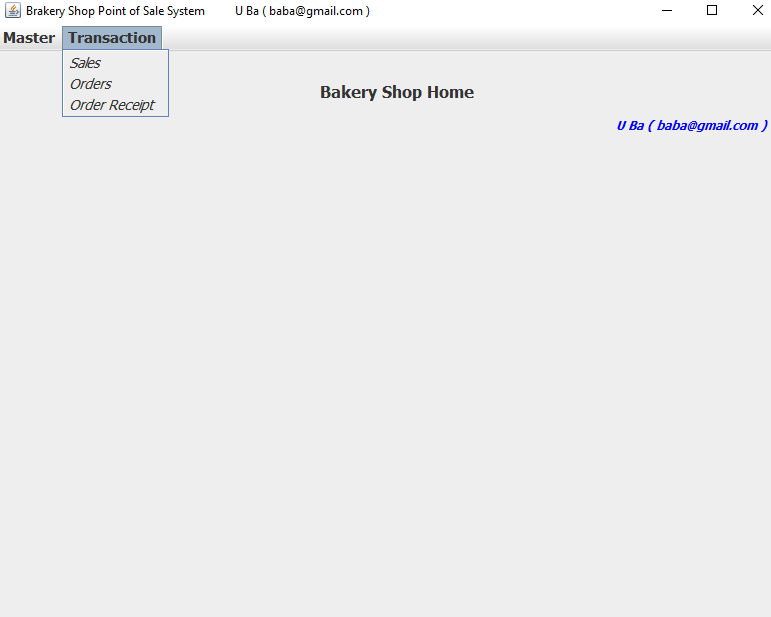 Brakery Shop Point of Sale System U Ba ( baba@gmail.com )
Master Transaction
Sales
Orders
Order Receipt
Bakery Shop Home
U Ba ( baba@gmail.com )